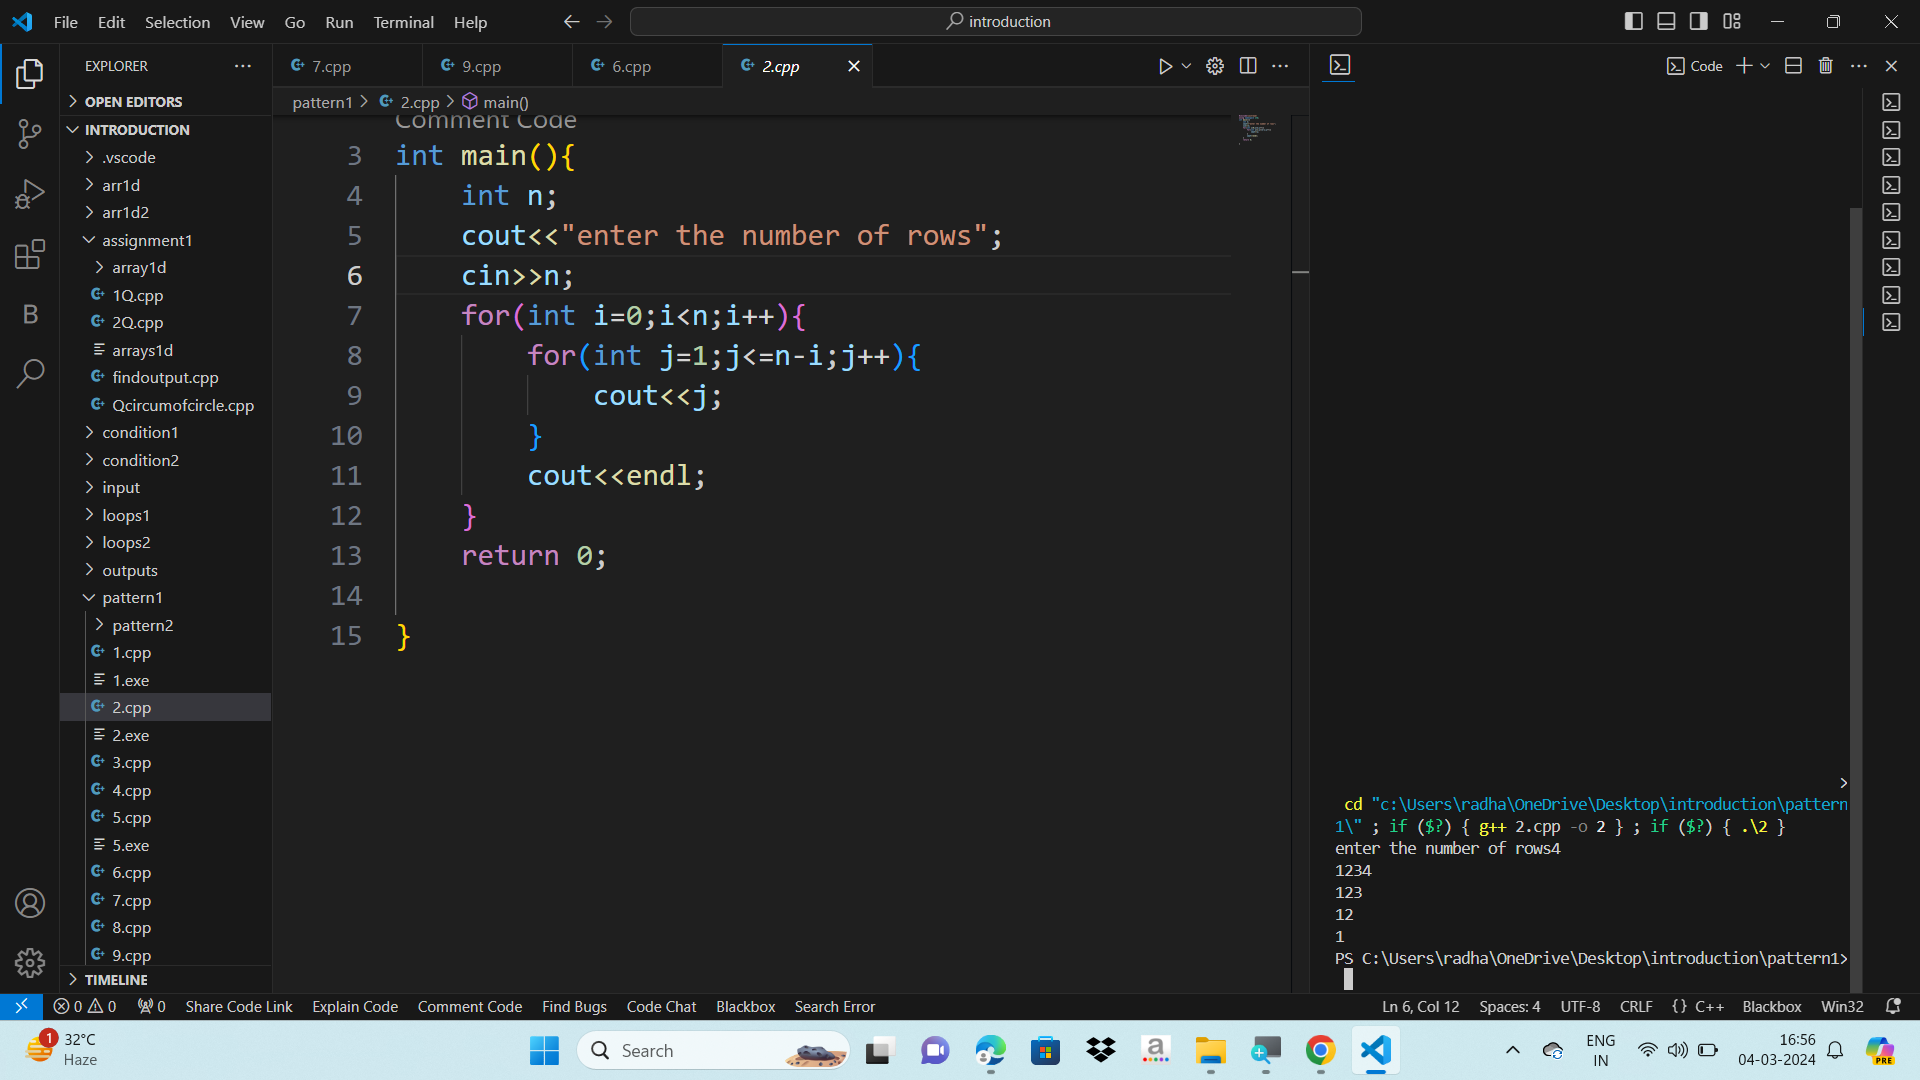 File Edit Selection View Go Run Terminal Help
introduction
EXPLORER
OPEN EDITORS
INTRODUCTION
.vscode
arr1d
arr1d2
assignment1
array1d
1Q.cpp
2Q.cpp
arrays1d
findoutput.cpp
Qcircumofcircle.cpp
condition1
condition2
input
loops1
loops2
outputs
pattern1
pattern2
1.cpp
1.exe
2.cpp
2.exe
3.cpp
4.cpp
5.cpp
5.exe
6.cpp
7.cpp
8.cpp
9.cpp
TIMELINE
7.cpp 9.cpp 6.cpp 2.cpp
pattern1 > 2.cpp > main()
Comment Code
3 int main(){
4 int n;
5 cout<<"enter the number of rows";
6 cin>>n;
7 for(int i=0;i<n;i++){
8 for(int j=1;j<=n-i;j++){
9 cout<<j;
10 }
11 cout<<endl;
12 }
13 return 0;
14
15 }
Code
>
cd "c:\Users\radha\OneDrive\Desktop\introduction\pattern
1\" ; if ($?) { g++ 2.cpp -o 2 } ; if ($?) { .\2 }
enter the number of rows4
1234
123
12
1
PS C:\Users\radha\OneDrive\Desktop\introduction\pattern1>
B
0 0 0 Share Code Link Explain Code Comment Code Find Bugs Code Chat Blackbox Search Error Ln 6, Col 12 Spaces: 4 UTF-8 CRLF {} C++ Blackbox Win32
1 32°C
Haze
Search
a
ENG
IN
16:56
04-03-2024
PRE